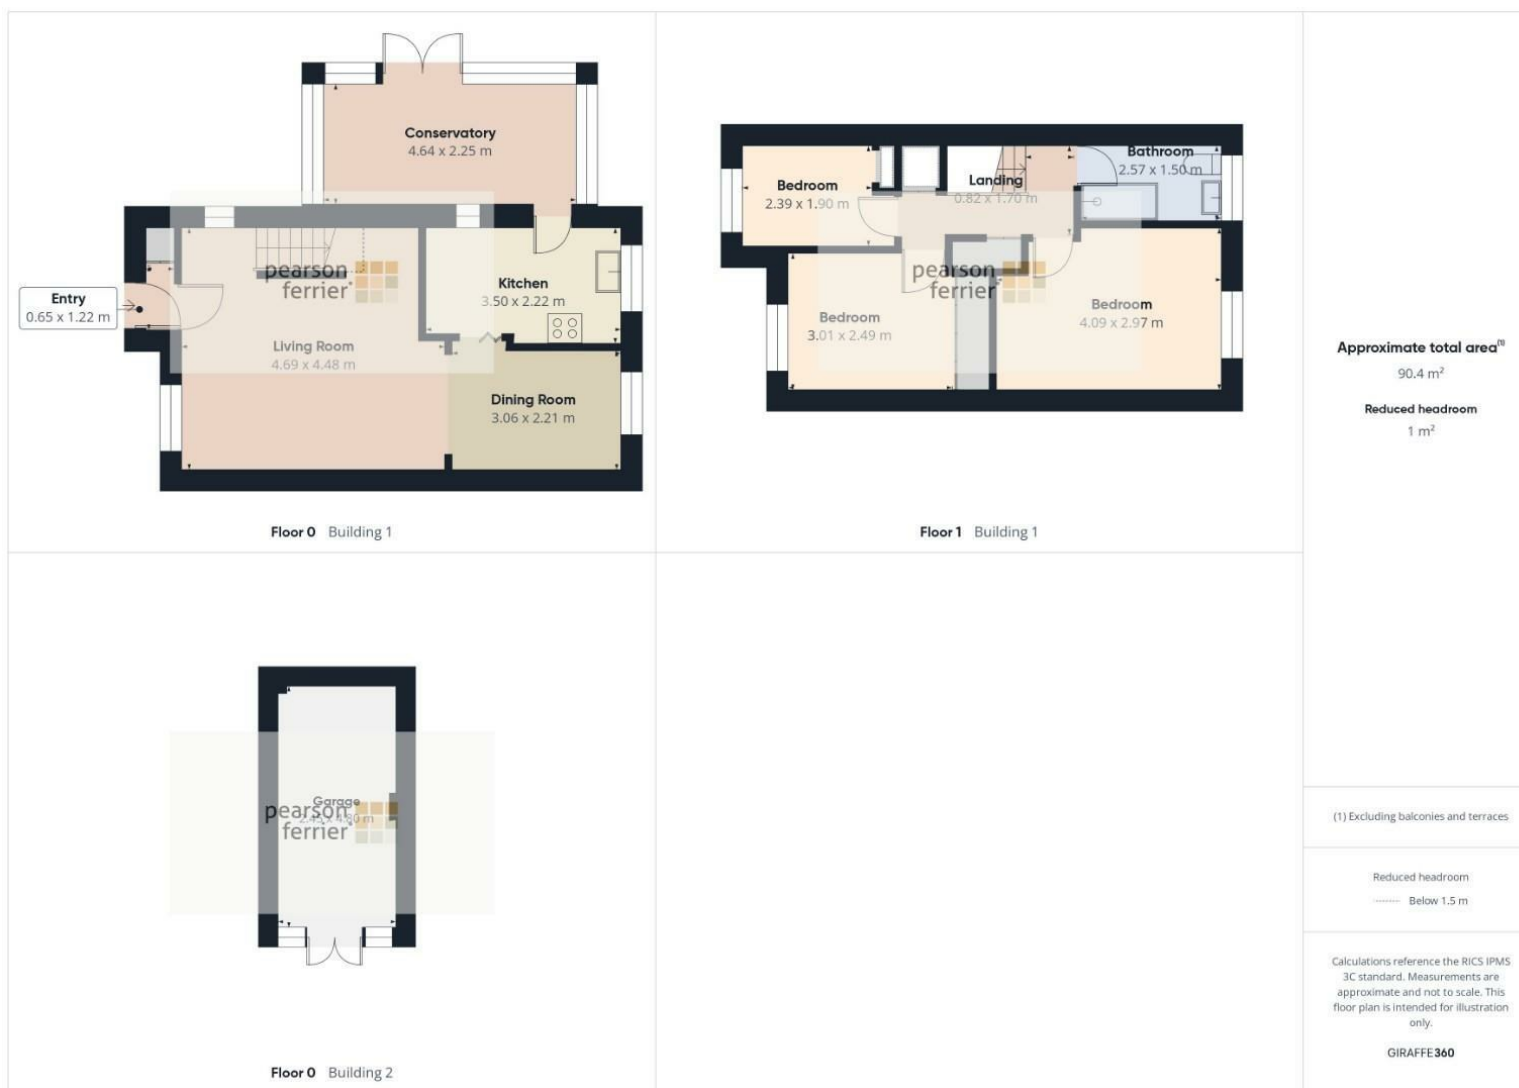 Conservatory
4.64 x 2.25 m
Entry
0.65 x 1.22 m
Kitchen
3.50 x 2.22 m
pearson
ferrier
Living Room
4.69 x 4.48 m
Dining Room
3.06 x 2.21 m
Floor 0 Building 1
Bathroom
2.57 x 1.50 m
Bedroom
2.39 x 1.90 m
Landing
0.82 x 1.70 m
pearson
ferrier
Bedroom
3.01 x 2.49 m
Bedroom
4.09 x 2.97 m
Floor 1 Building 1
Garage
pearson
ferrier
Floor 0 Building 2
Approximate total area(1)
90.4 m²
Reduced headroom
1 m²
(1) Excluding balconies and terraces
Reduced headroom
Below 1.5 m
Calculations reference the RICS IPMS
3C standard. Measurements are
approximate and not to scale. This
floor plan is intended for illustration
only.
GIRAFFE360